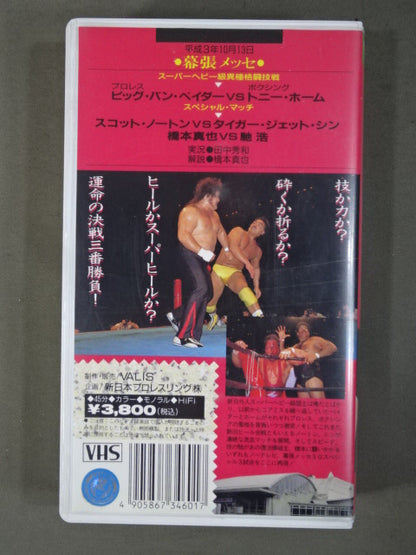 平成3年10月13日
●幕張メッセ●
スーパーヘビー級異種格闘技戦
プロレス ボクシング
ビッグ・バン・ベイダーVSトニー・ホーム
スペシャル・マッチ
スコット・ノートンVSタイガー・ジェット・シン
橋本真也VS馳 浩
実況●田中秀和
解説●橋本真也
技か力か?
砕くか折るか?
ヒールかスーパーヒールか?
運命の決戦三番勝負!
制作・販売 VALIS
企画/新日本プロレスリング㈱
◆45分◆カラー◆モノラル◆HiFi
¥3,800(税込)
VHS
4 905867 346017